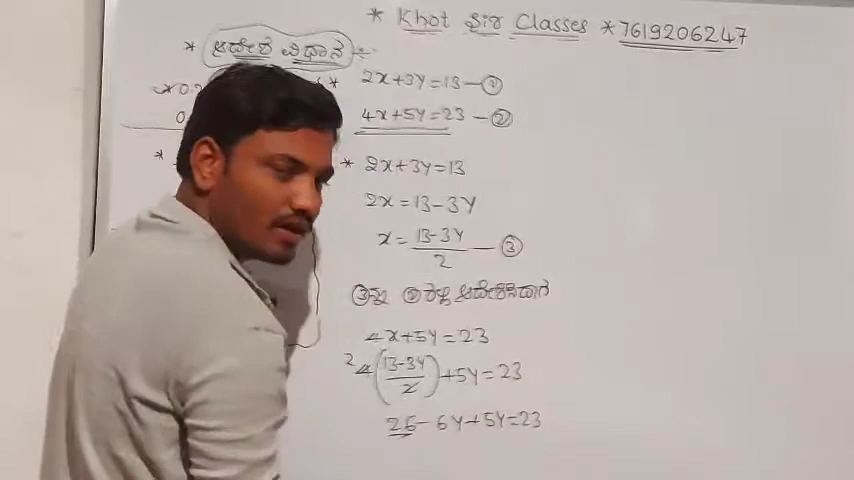 * Khot Sir Classes * 7619206247
* ಆದೇಶ ವಿಧಾನ :-
* 2x+3y=13 — ①
4x+5y=23 — ②
* 2x+3y=13
2x=13-3y
x=13-3y/2 — ③
③ನ್ನು ②ರಲ್ಲಿ ಆದೇಶಿಸಿದಾಗ
4x+5y=23
2 4(13-3y/2)+5y=23
26-6y+5y=23